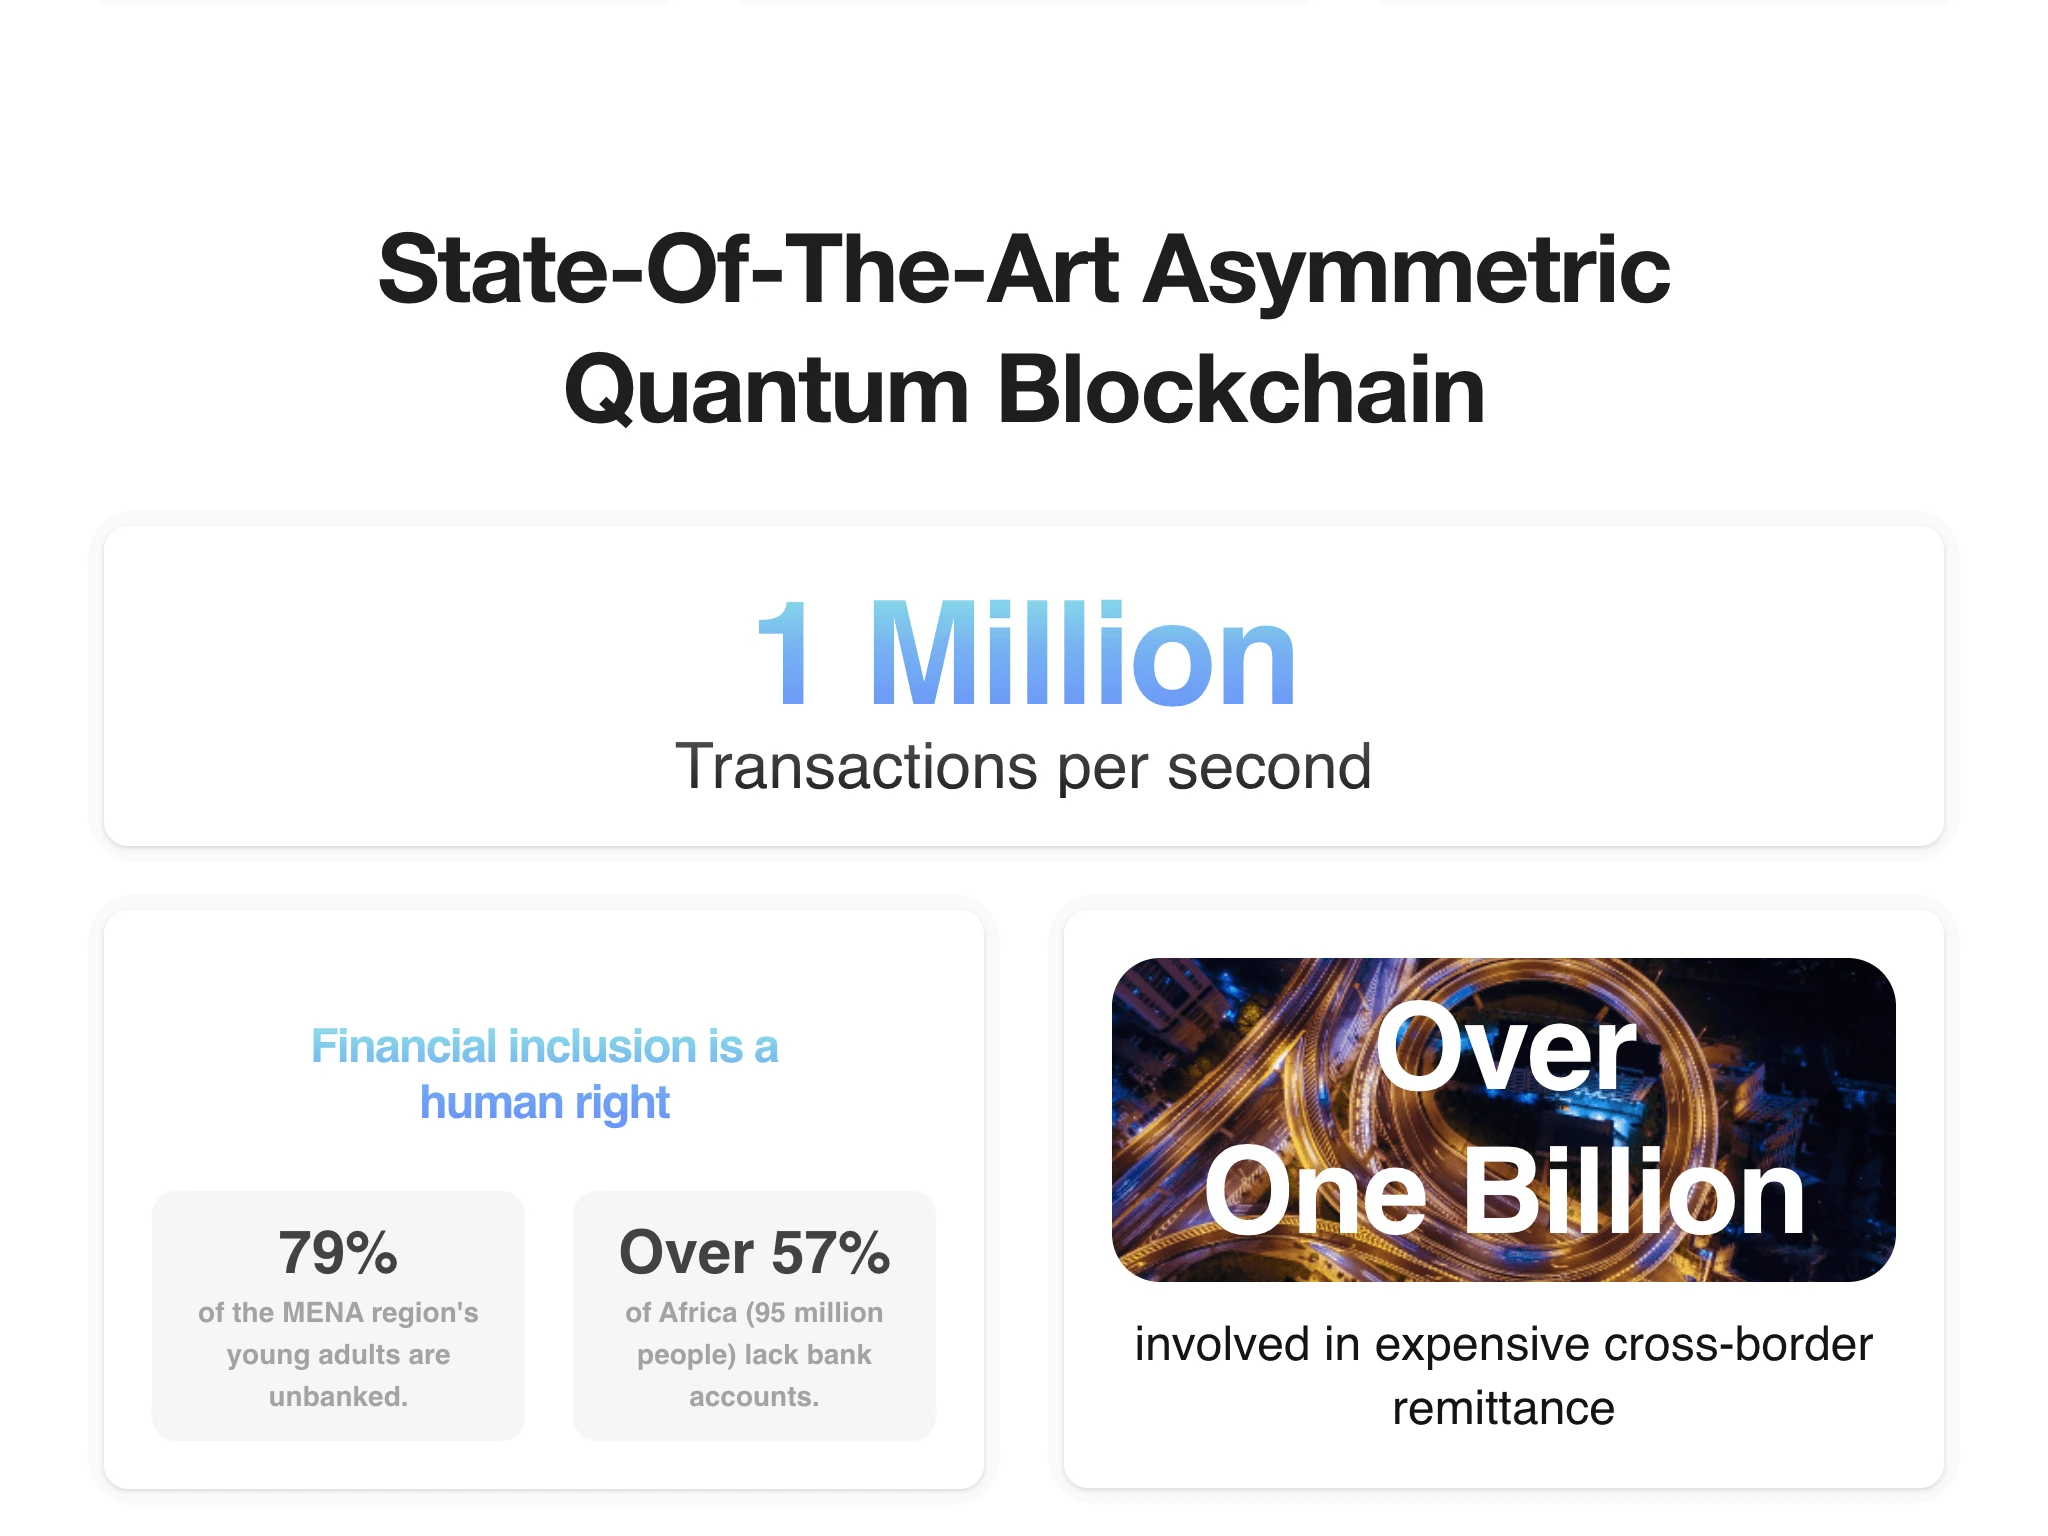 State-Of-The-Art Asymmetric
Quantum Blockchain
1 Million
Transactions per second
Financial inclusion is a
human right
79%
of the MENA region's
young adults are
unbanked.
Over 57%
of Africa (95 million
people) lack bank
accounts.
Over
One Billion
involved in expensive cross-border
remittance